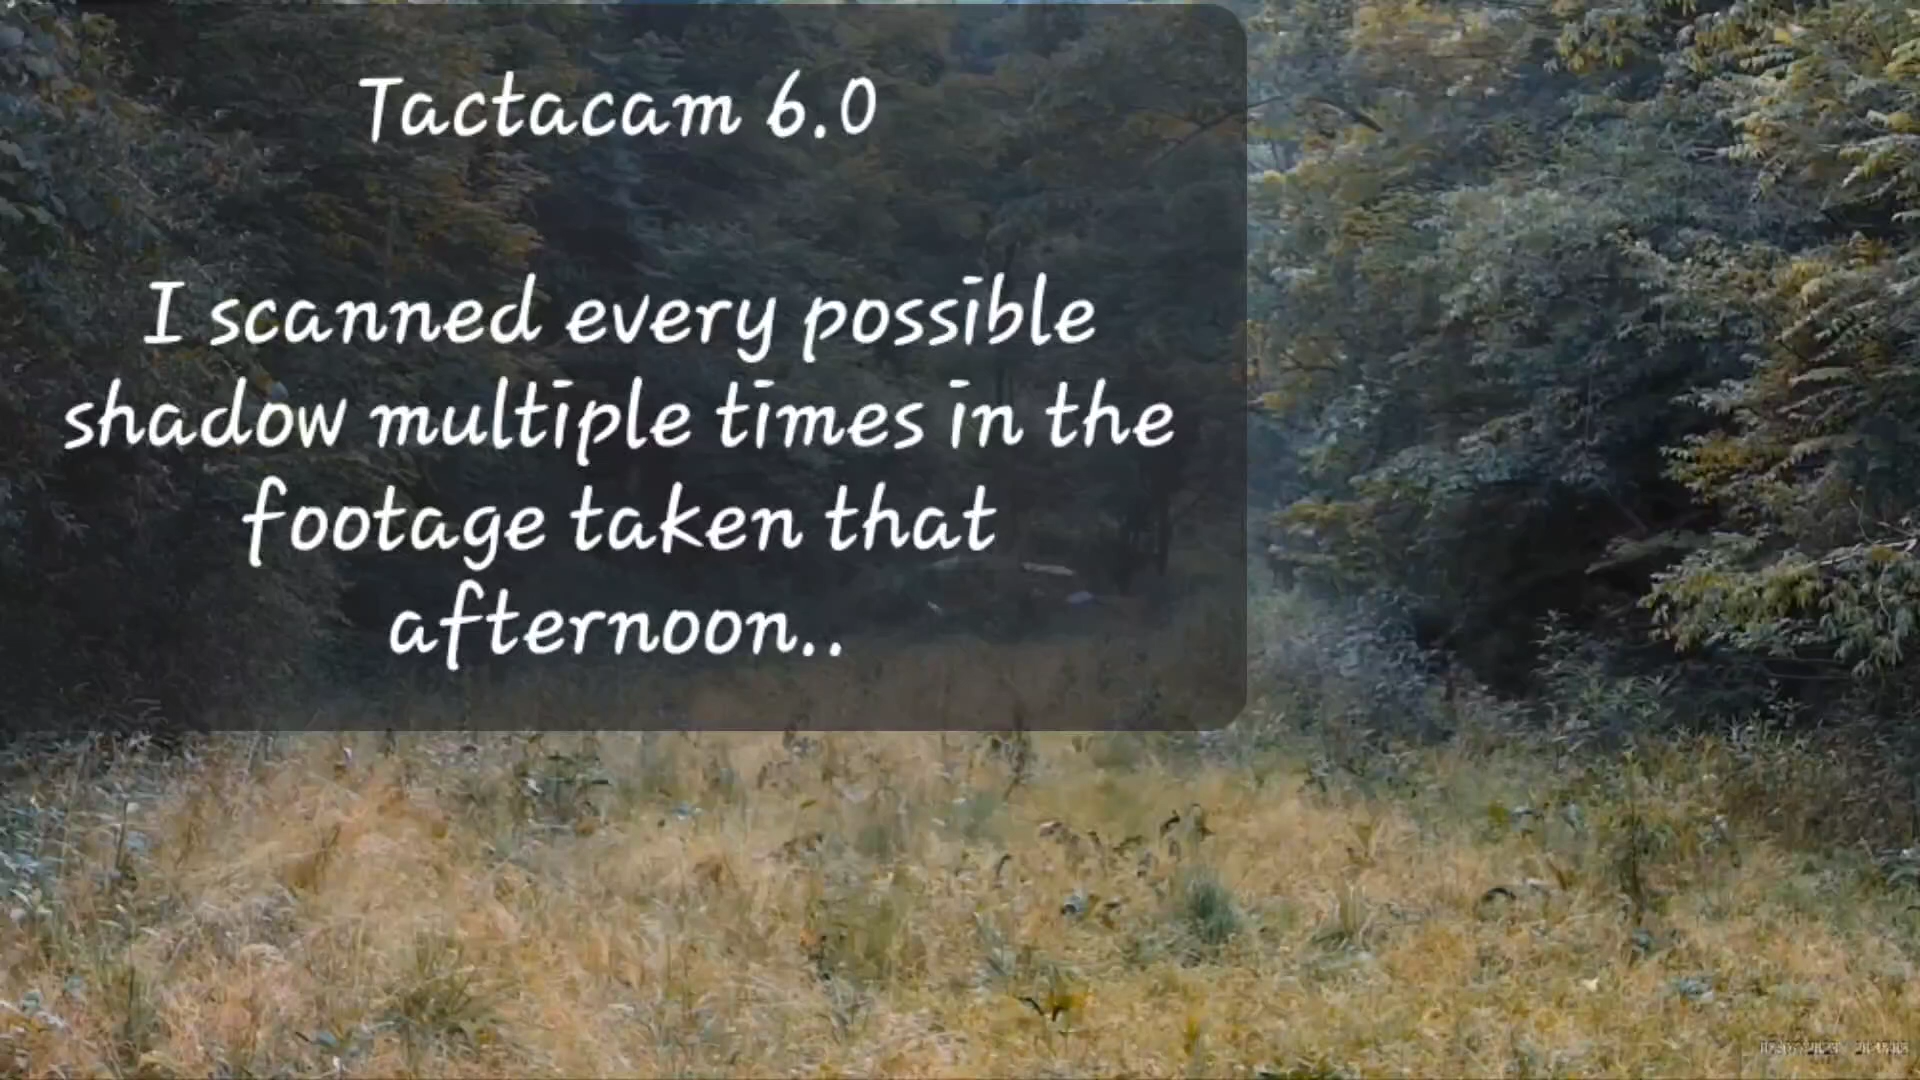 Tactacam 6.0
I scanned every possible
shadow multiple times in the
footage taken that
afternoon..